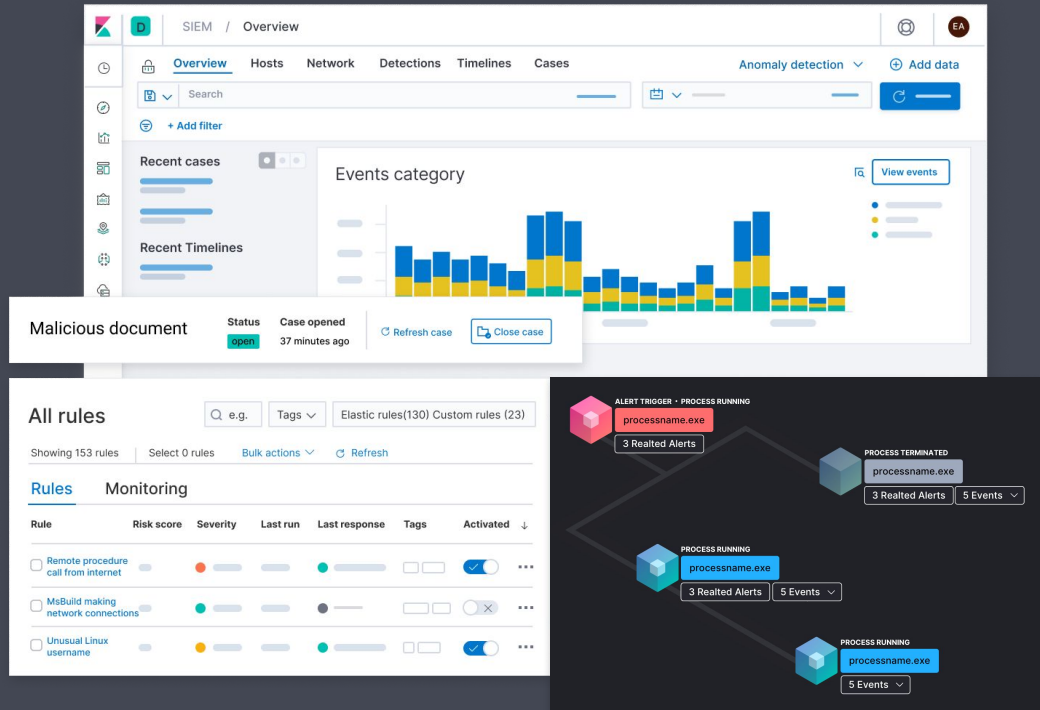 D
SIEM / Overview
EA
Overview Hosts Network Detections Timelines Cases
Anomaly detection
Add data
Search
+ Add filter
Recent cases
Recent Timelines
Events category
View events
Malicious document
Status
open
Case opened
37 minutes ago
Refresh case
Close case
All rules
e.g.
Tags
Elastic rules(130) Custom rules (23)
Showing 153 rules
Select 0 rules
Bulk actions
Refresh
Rules Monitoring
Rule Risk score Severity Last run Last response Tags Activated ↓
Remote procedure
call from internet
MsBuild making
network connections
Unusual Linux
username
ALERT TRIGGER • PROCESS RUNNING
processname.exe
3 Realted Alerts
PROCESS TERMINATED
processname.exe
3 Realted Alerts 5 Events
PROCESS RUNNING
processname.exe
3 Realted Alerts 5 Events
PROCESS RUNNING
processname.exe
5 Events